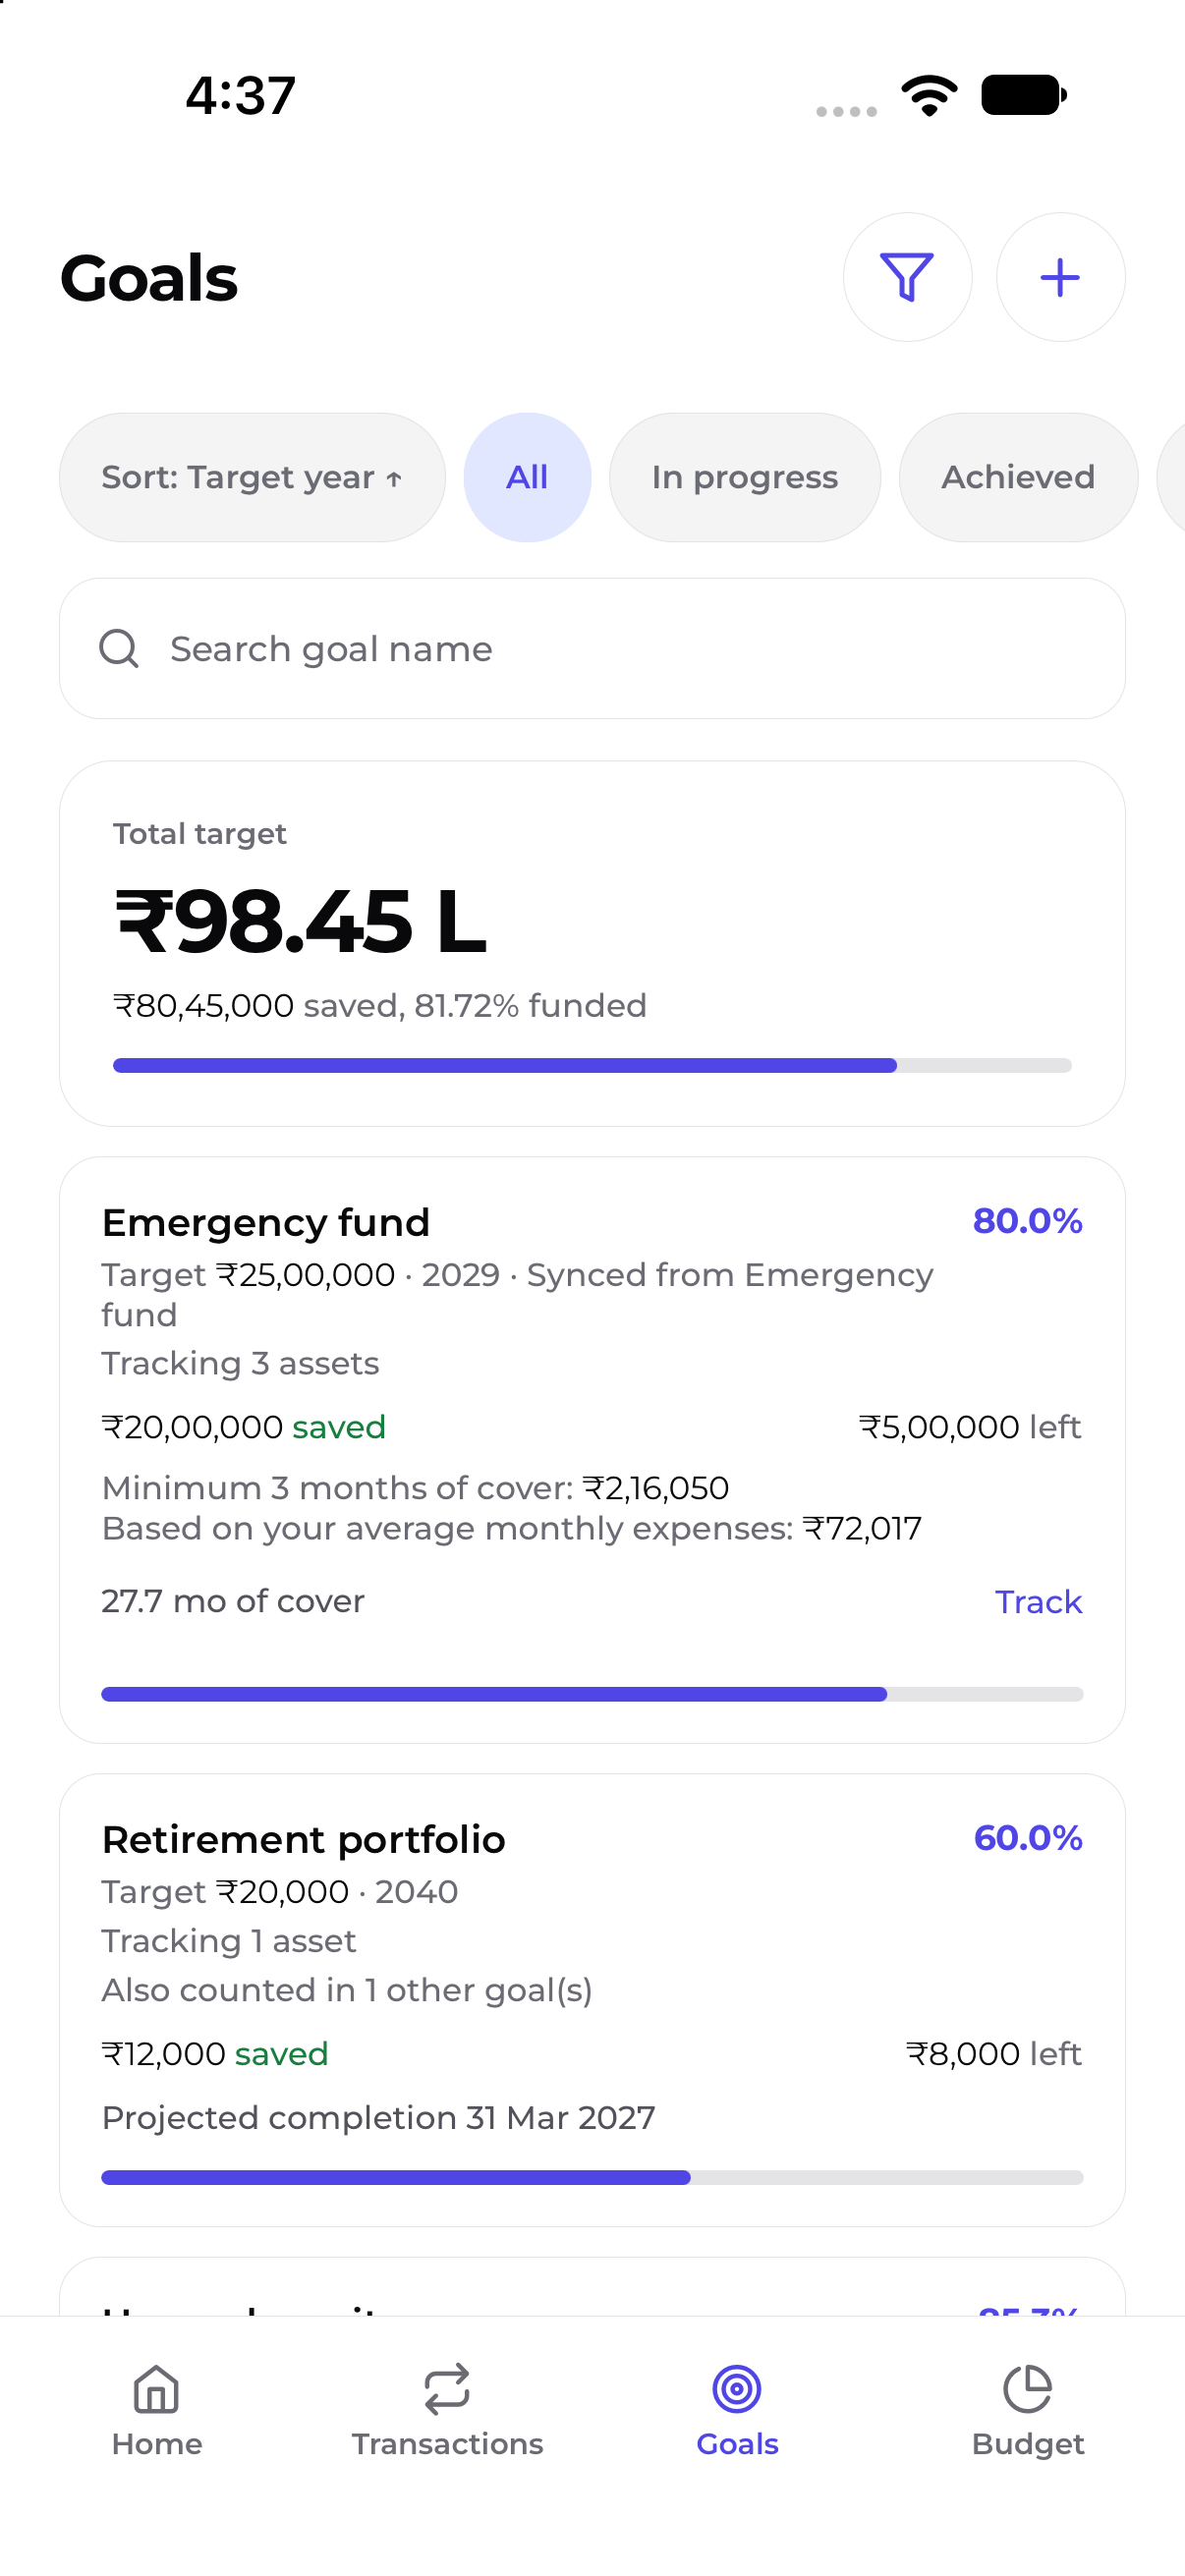 4:37
Goals
Sort: Target year ↑
All
In progress
Achieved
Search goal name
Total target
₹98.45 L
₹80,45,000 saved, 81.72% funded
Emergency fund
80.0%
Target ₹25,00,000 · 2029 · Synced from Emergency
fund
Tracking 3 assets
₹20,00,000 saved
₹5,00,000 left
Minimum 3 months of cover: ₹2,16,050
Based on your average monthly expenses: ₹72,017
27.7 mo of cover
Track
Retirement portfolio
60.0%
Target ₹20,000 · 2040
Tracking 1 asset
Also counted in 1 other goal(s)
₹12,000 saved
₹8,000 left
Projected completion 31 Mar 2027
Home
Transactions
Goals
Budget